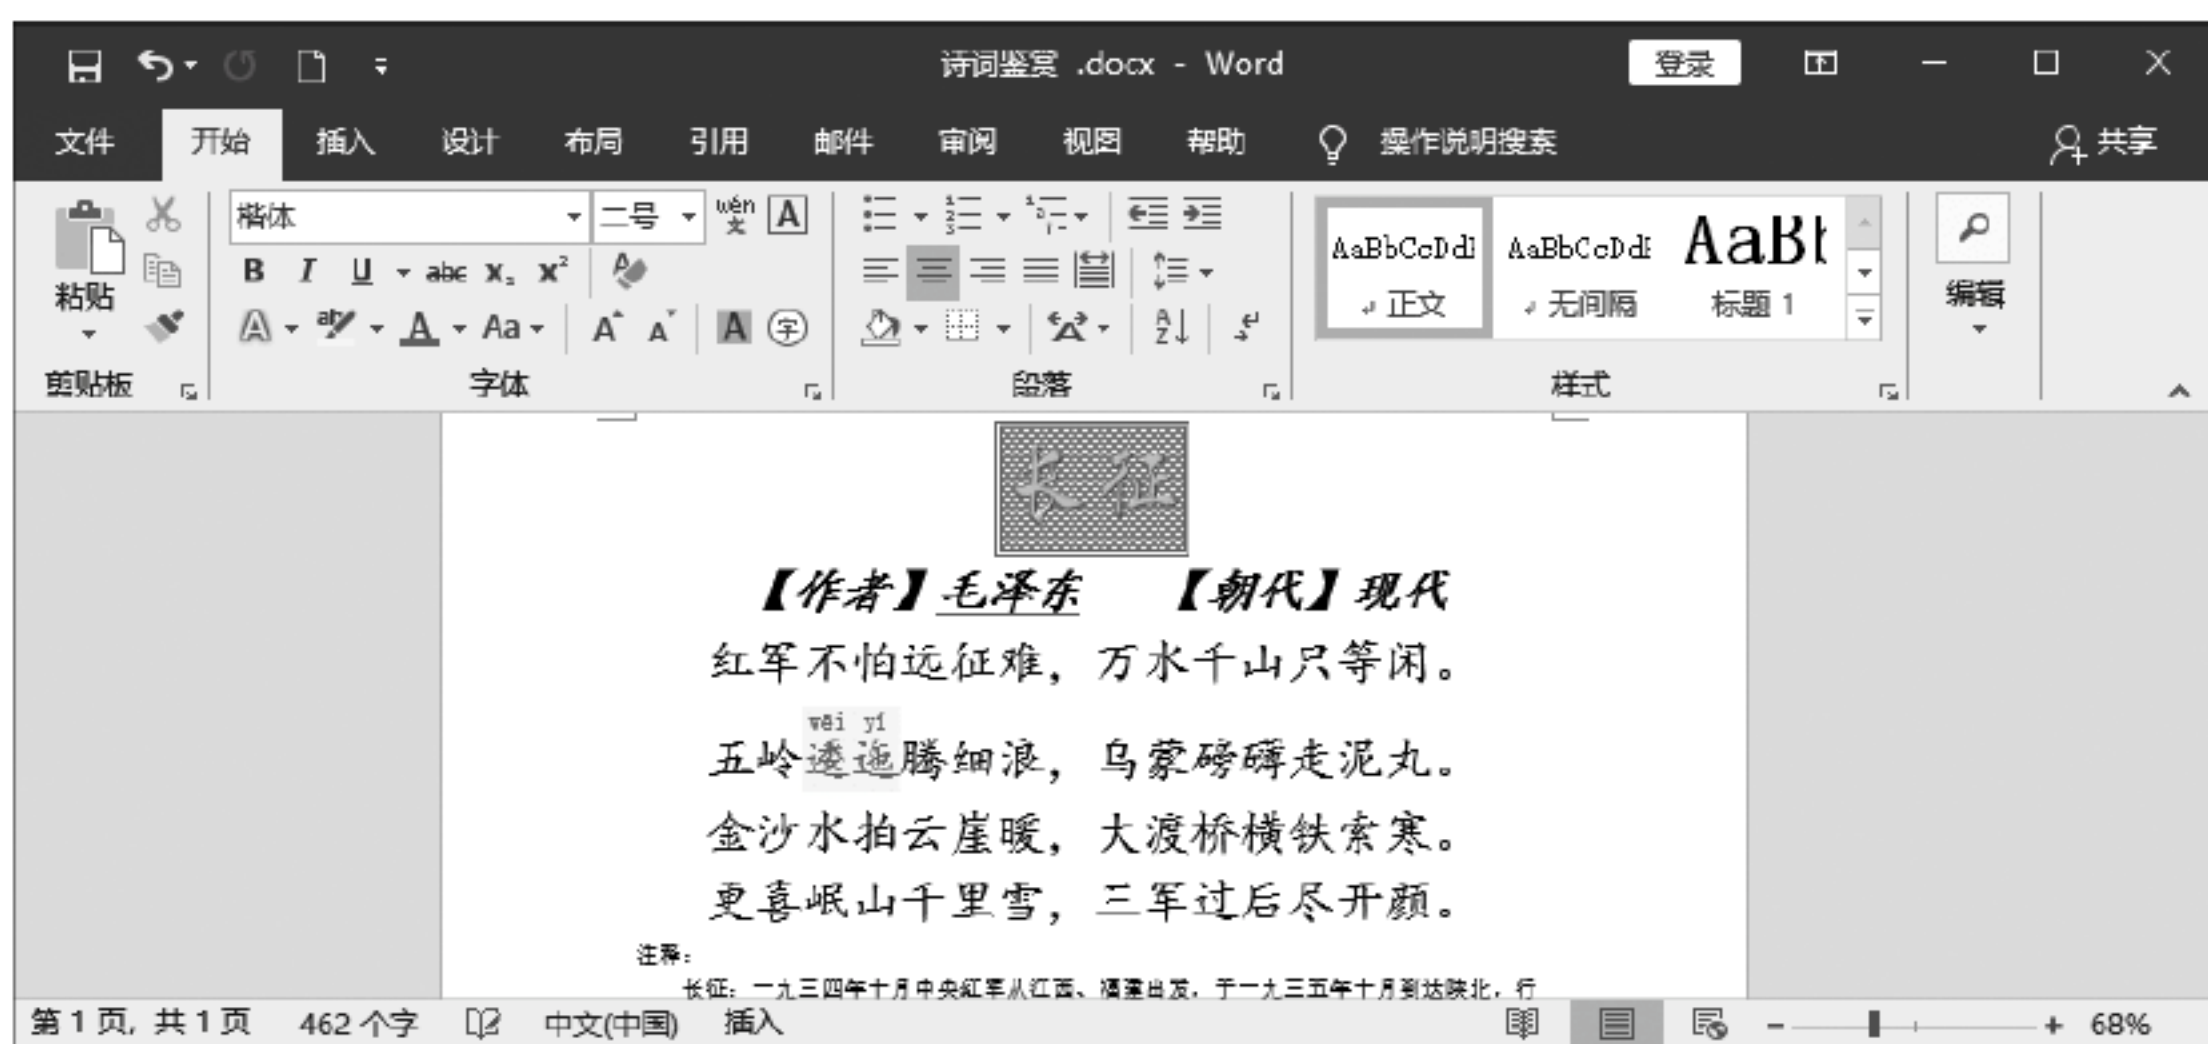 诗词鉴赏 .docx - Word 登录
文件 开始 插入 设计 布局 引用 邮件 审阅 视图 帮助 操作说明搜索 共享
粘贴
剪贴板
楷体 二号 wén 文 A
B I U abc X₂ X²
A aby A Aa A A A 字
字体
段落
AaBbCcDdI AaBbCcDdI AaBb
正文 无间隔 标题 1
样式
编辑
长 征
【作者】毛泽东 【朝代】现代
红军不怕远征难，万水千山只等闲。
wēi yí
五岭逶迤腾细浪，乌蒙磅礴走泥丸。
金沙水拍云崖暖，大渡桥横铁索寒。
更喜岷山千里雪，三军过后尽开颜。
注释：
长征：一九三四年十月中央红军从江西、福建出发，于一九三五年十月到达陕北，行
第 1 页, 共 1 页 462 个字 中文(中国) 插入 68%